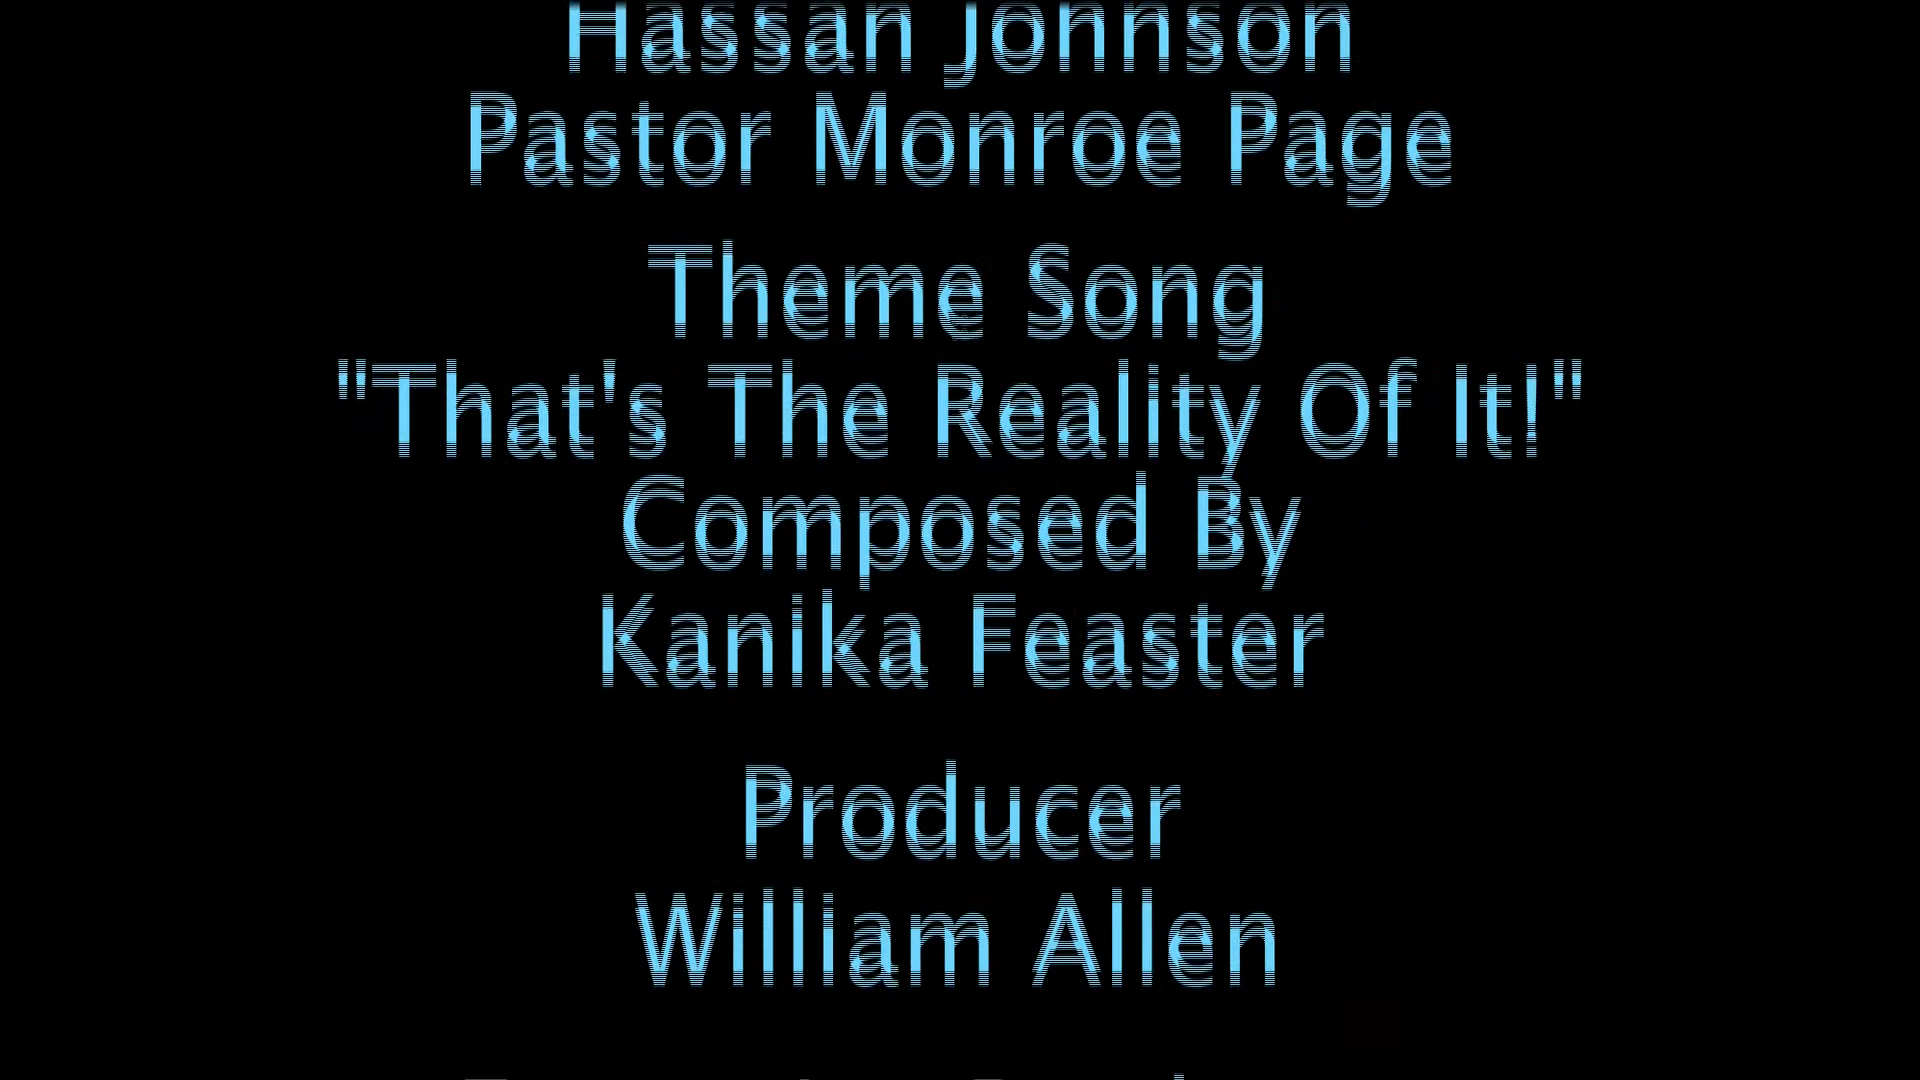 Hassan Johnson
Pastor Monroe Page
Theme Song
"That's The Reality Of It!"
Composed By
Kanika Feaster
Producer
William Allen